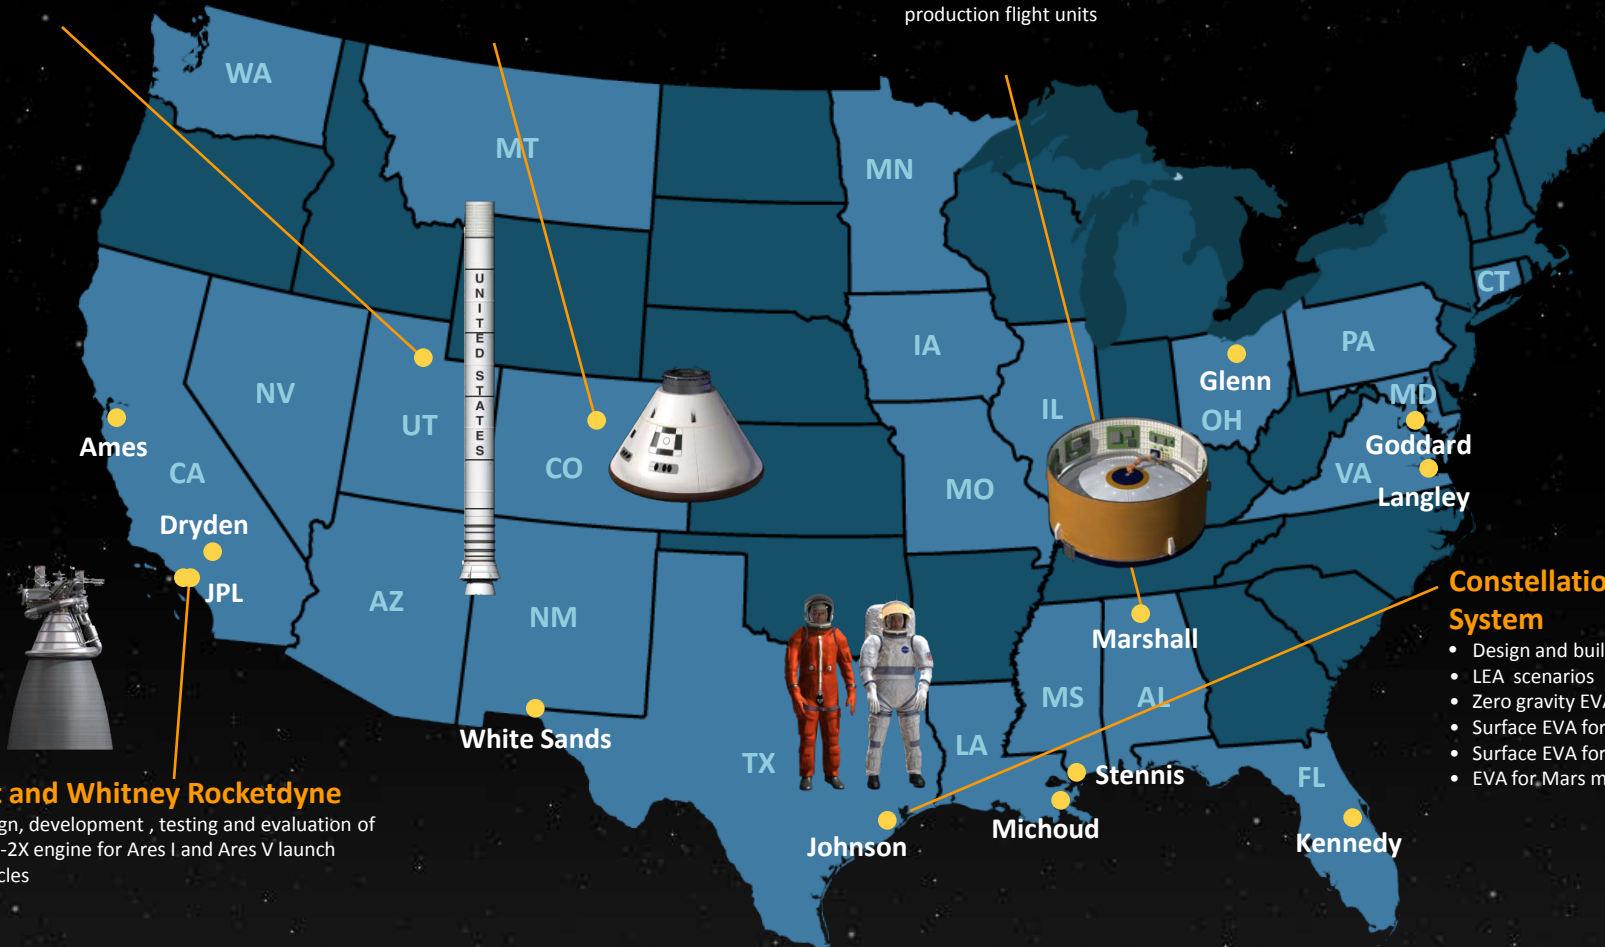 production flight units
WA
MT
MN
UNITED STATES
CT
IA
PA
Glenn
NV
IL
MD
UT
OH
Ames
Goddard
CO
VA
CA
MO
Langley
Dryden
JPL
AZ
NM
Constellatio
System
Marshall
• Design and buil
• LEA scenarios
• Zero gravity EVA
• Surface EVA for
• Surface EVA for
• EVA for Mars m
MS
AL
White Sands
LA
TX
Stennis
FL
Michoud
Kennedy
Johnson
t and Whitney Rocketdyne
gn, development , testing and evaluation of
-2X engine for Ares I and Ares V launch
cles